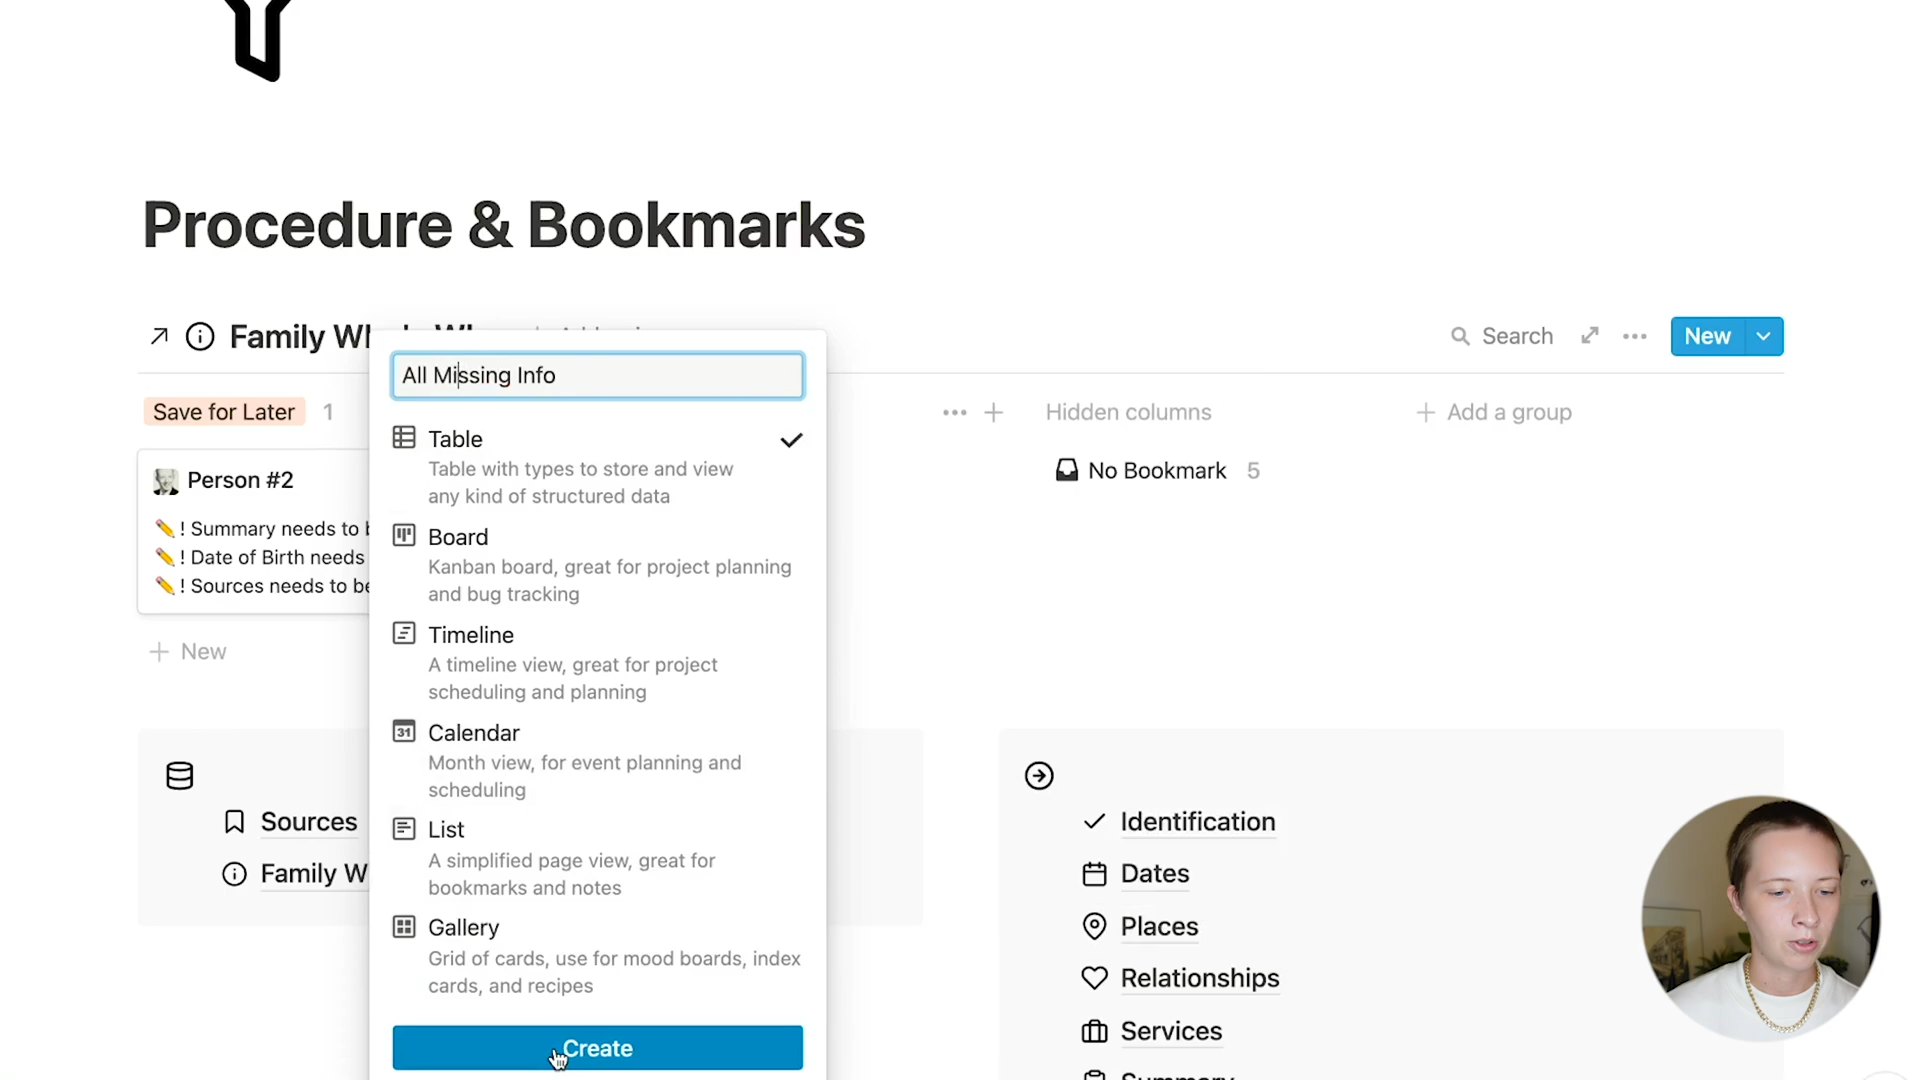 Procedure & Bookmarks
Family
Search
New
All Missing Info
Save for Later 1
Hidden columns
Add a group
Table
Table with types to store and view
any kind of structured data
Person #2
No Bookmark 5
! Summary needs to
! Date of Birth needs
! Sources needs to
Board
Kanban board, great for project planning
and bug tracking
New
Timeline
A timeline view, great for project
scheduling and planning
Calendar
31
Month view, for event planning and
scheduling
Sources
Family
List
A simplified page view, great for
bookmarks and notes
Gallery
Grid of cards, use for mood boards, index
cards, and recipes
Create
Identification
Dates
Places
Relationships
Services
Summary